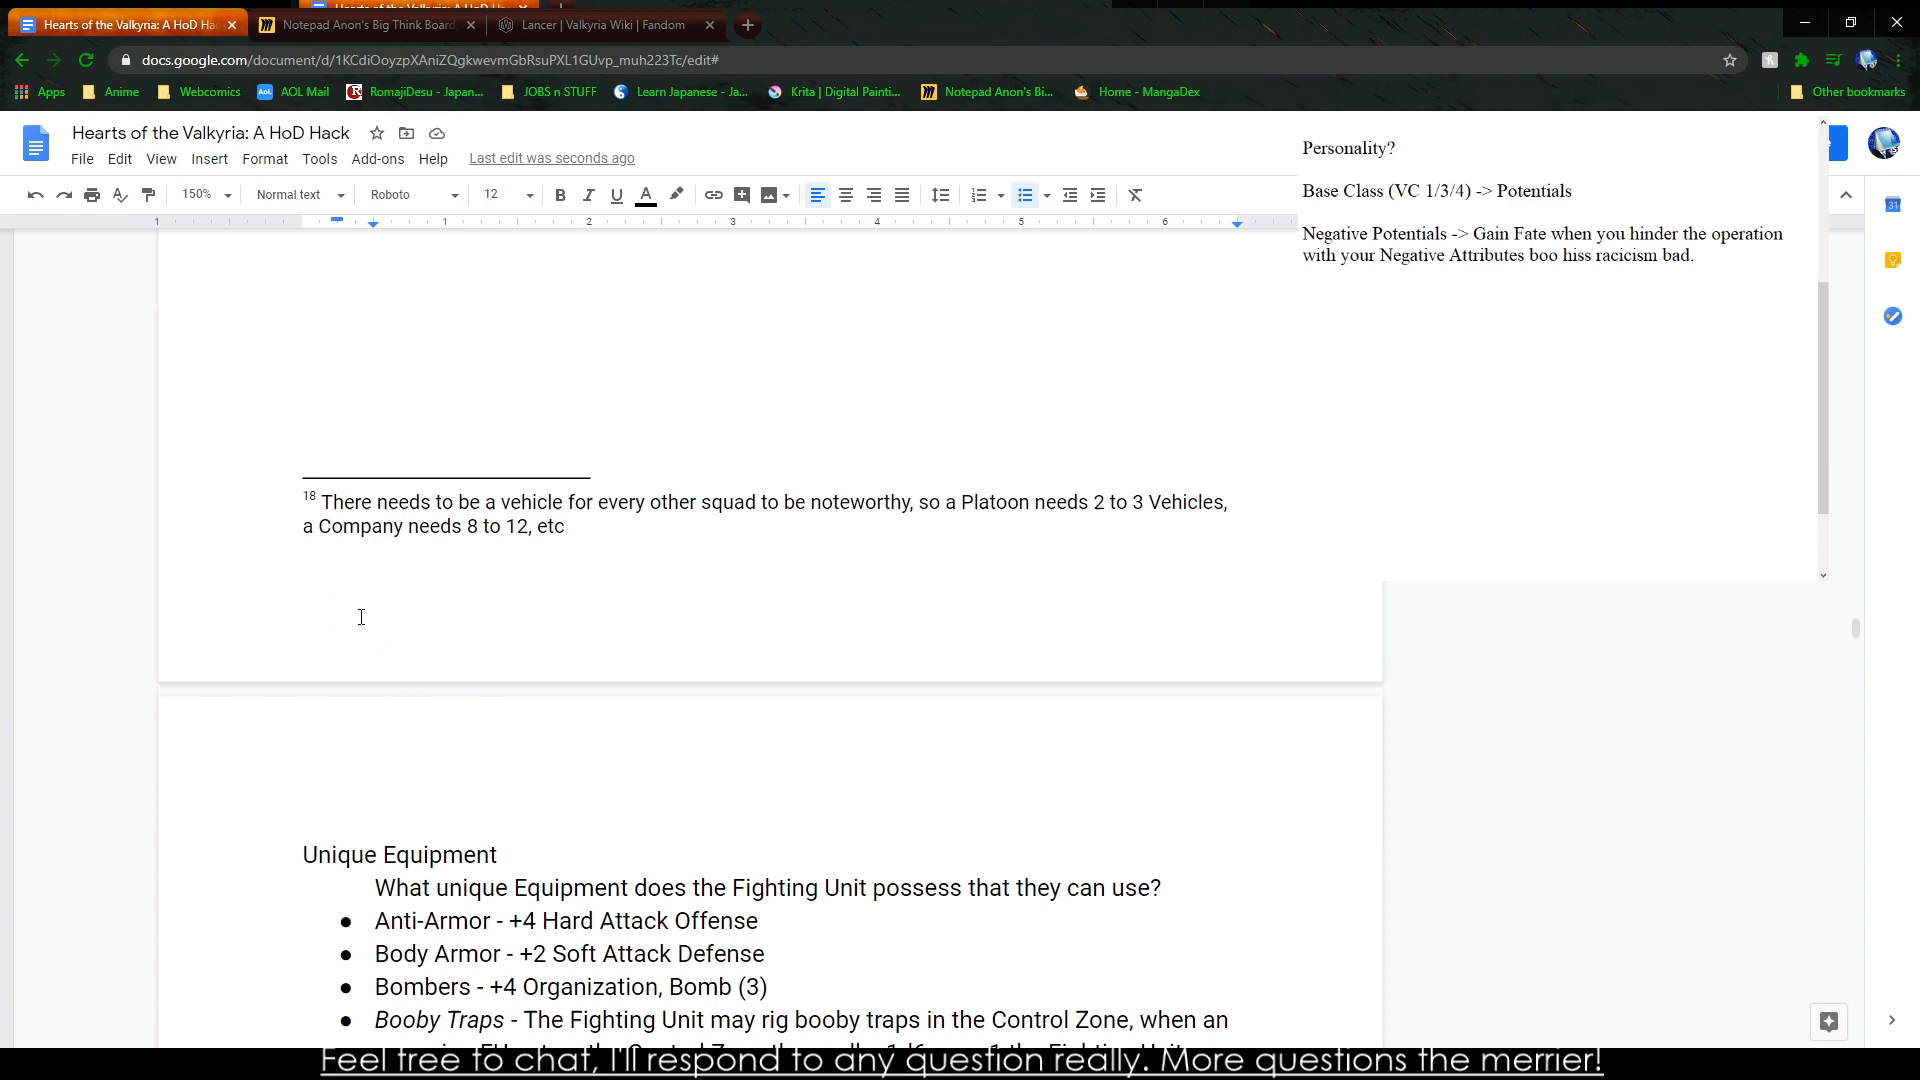 Hearts of the Valkyria: A HoD Ha
Notepad Anon's Big Think Board
Lancer | Valkyria Wiki | Fandom
docs.google.com/document/d/1KCdiOoyzpXAniZQgkwevmGbRsuPXL1GUvp_muh223Tc/edit#
Apps
Anime
Webcomics
AOL Mail
RomajiDesu - Japan...
JOBS n STUFF
Learn Japanese - Ja...
Krita | Digital Painti...
Notepad Anon's Bi...
Home - MangaDex
Other bookmarks
Hearts of the Valkyria: A HoD Hack
File Edit View Insert Format Tools Add-ons Help Last edit was seconds ago
150% Normal text Roboto 12
1 1 2 3 4 5 6
Personality?
Base Class (VC 1/3/4) -> Potentials
Negative Potentials -> Gain Fate when you hinder the operation
with your Negative Attributes boo hiss racicism bad.
18 There needs to be a vehicle for every other squad to be noteworthy, so a Platoon needs 2 to 3 Vehicles,
a Company needs 8 to 12, etc
Unique Equipment
What unique Equipment does the Fighting Unit possess that they can use?
● Anti-Armor - +4 Hard Attack Offense
● Body Armor - +2 Soft Attack Defense
● Bombers - +4 Organization, Bomb (3)
● Booby Traps - The Fighting Unit may rig booby traps in the Control Zone, when an
Feel free to chat, I'll respond to any question really. More questions the merrier!